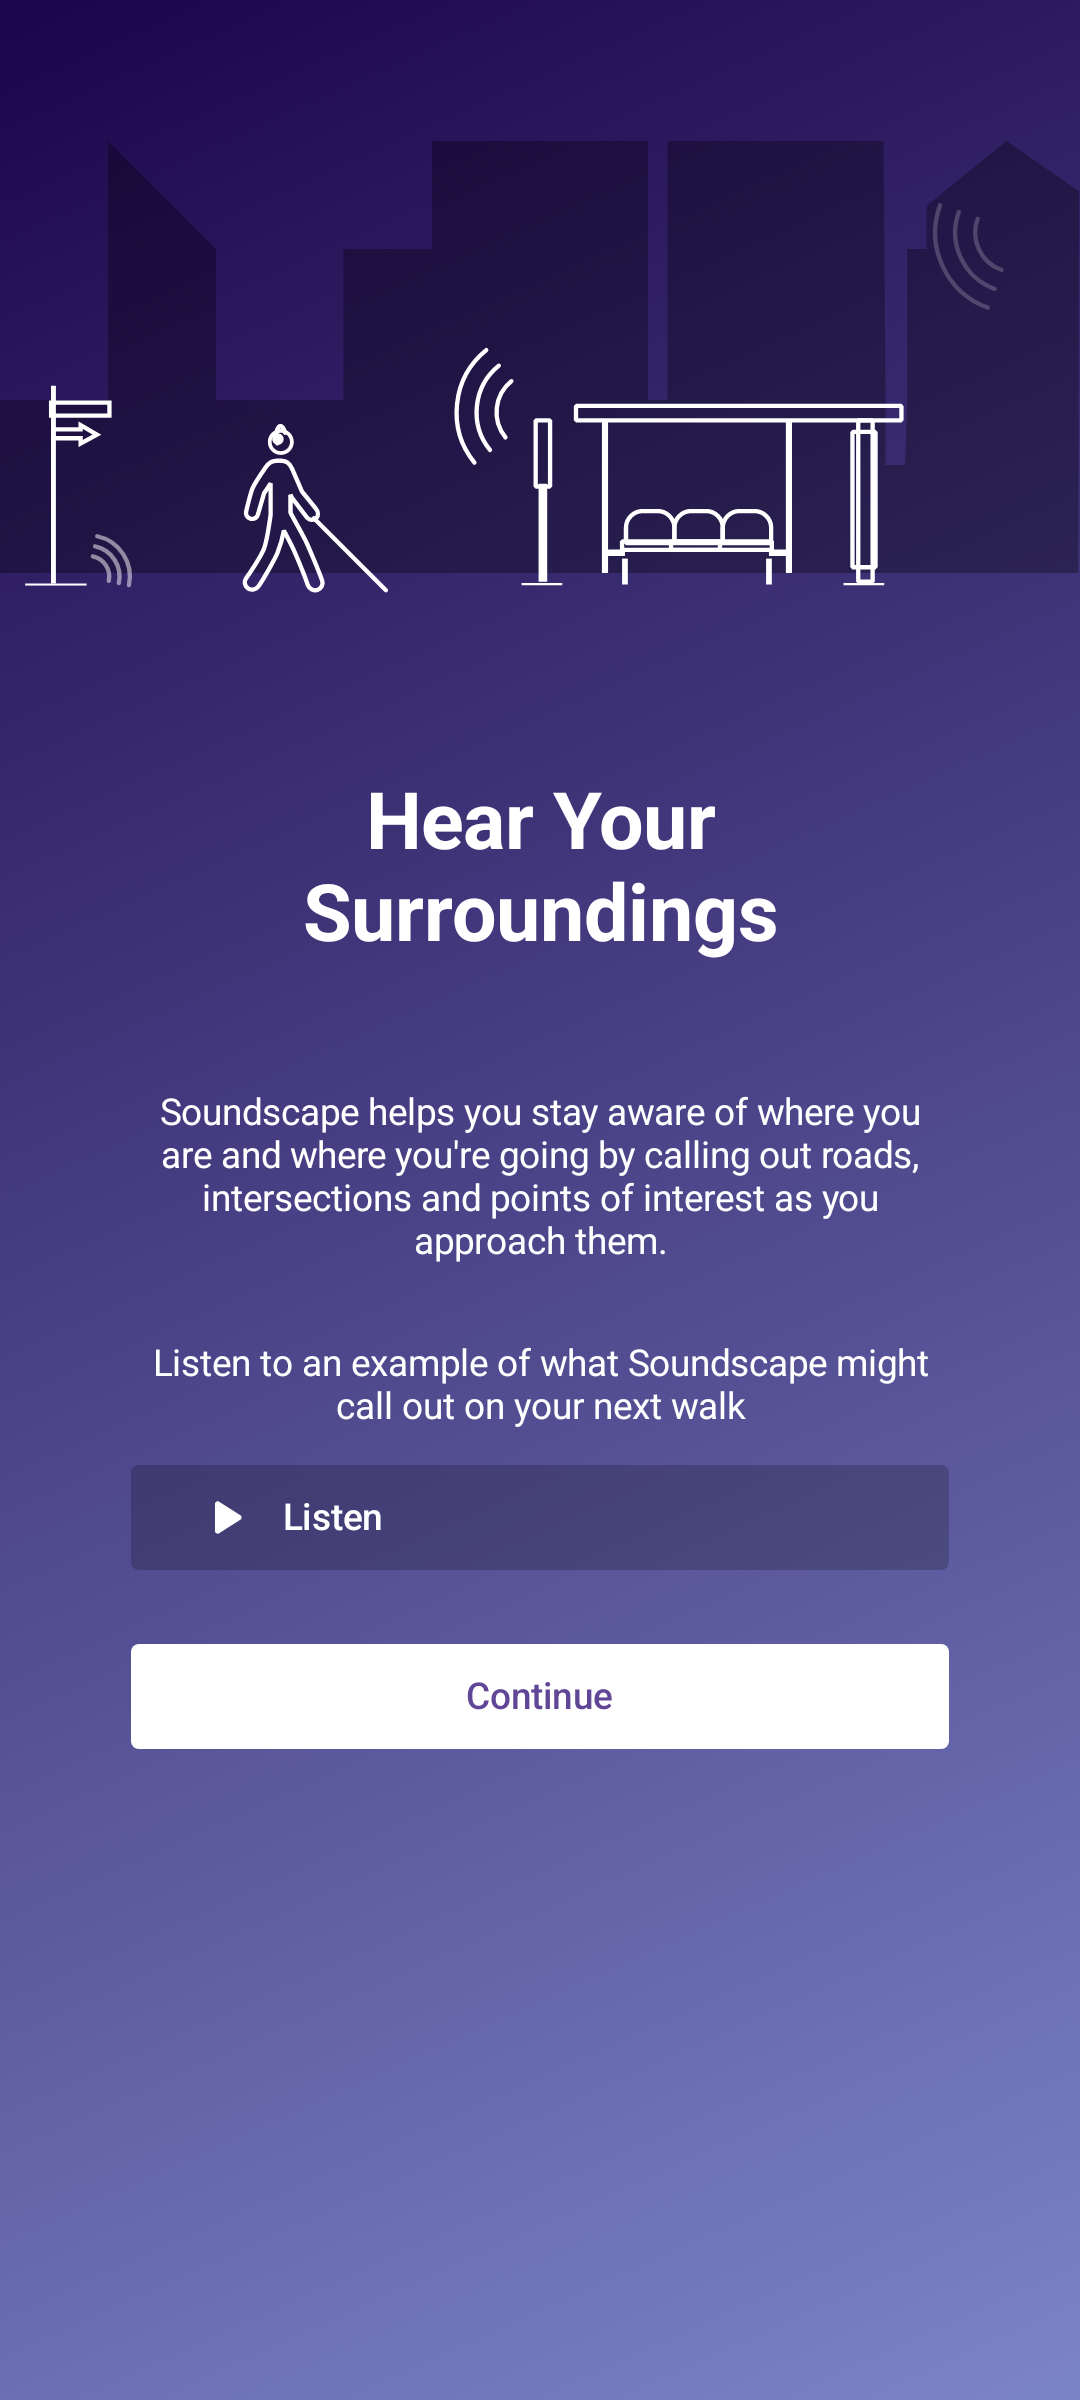 Hear Your
Surroundings
Soundscape helps you stay aware of where you
are and where you're going by calling out roads,
intersections and points of interest as you
approach them.
Listen to an example of what Soundscape might
call out on your next walk
Listen
Continue